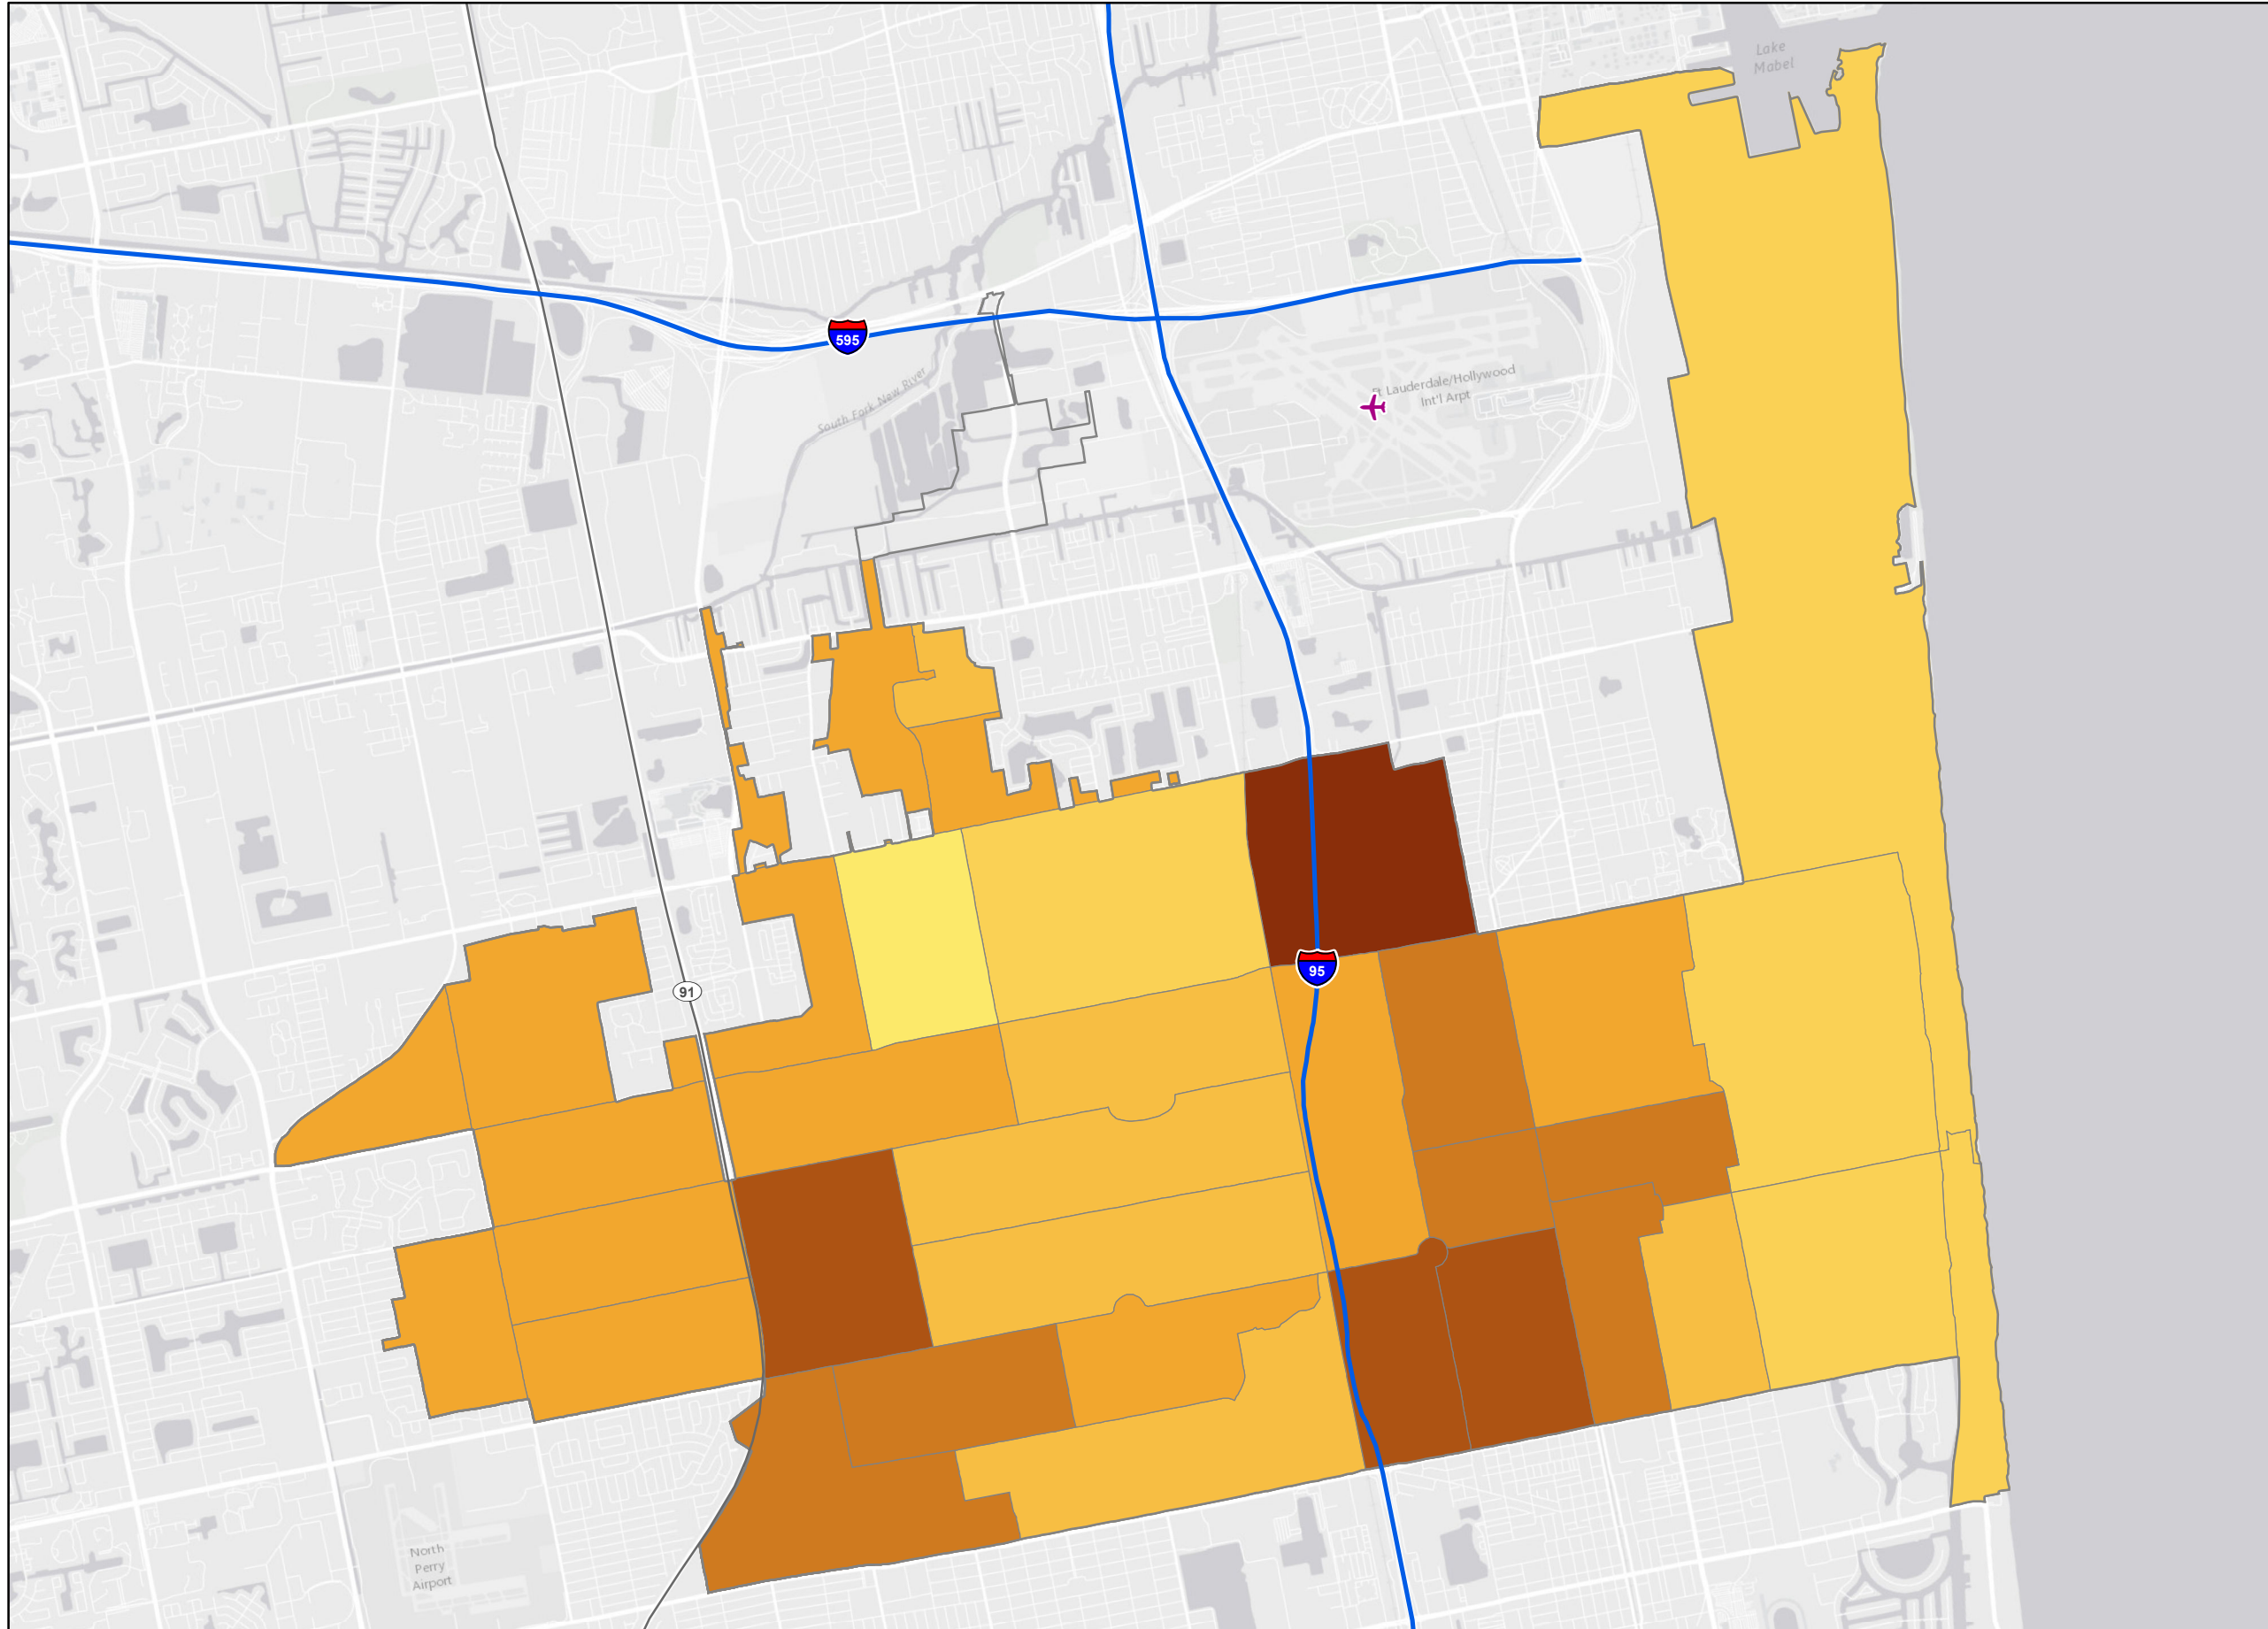 Lake
Mabel
595
South Fork New River
Ft Lauderdale/Hollywood
Int'l Arpt
95
91
North
Perry
Airport